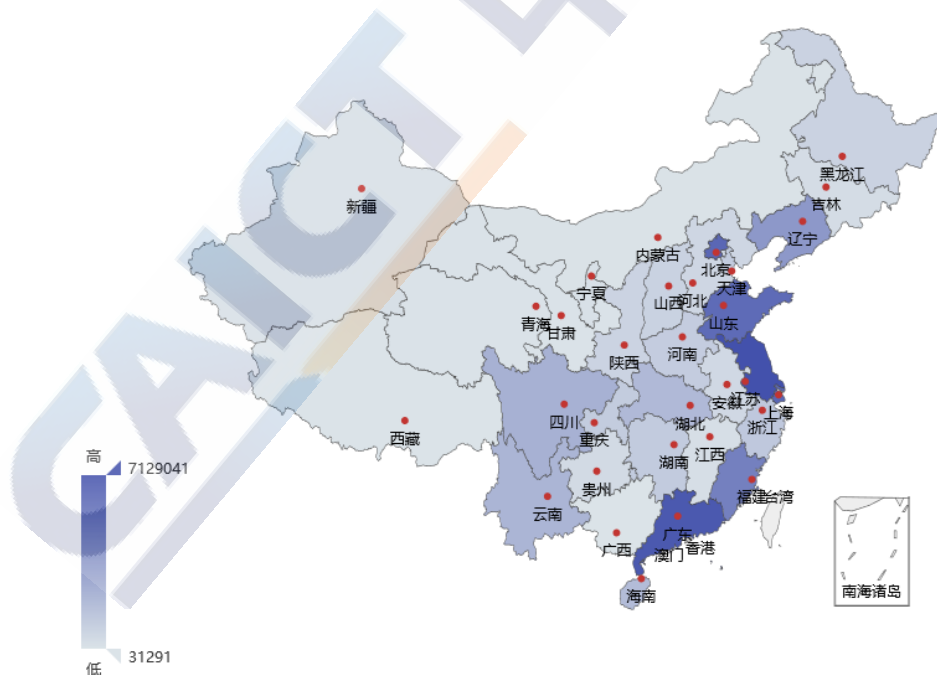 CAICT
黑龙江
吉林
新疆
辽宁
内蒙古
北京
天津
宁夏
山西
河北
青海
甘肃
山东
河南
陕西
安徽
江苏
上海
四川
湖北
浙江
重庆
西藏
湖南
江西
贵州
福建
台湾
云南
广东
广西
澳门
香港
海南
南海诸岛
高
7129041
31291
低